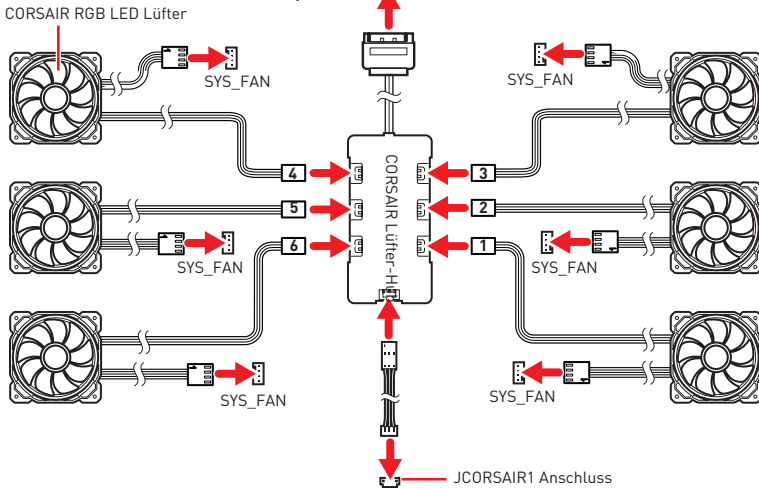 CORSAIR RGB LED Lüfter
SYS_FAN
SYS_FAN
4
3
5
2
6
1
SYS_FAN
SYS_FAN
CORSAIR Lüfter-Hub
SYS_FAN
SYS_FAN
JCORSAIR1 Anschluss